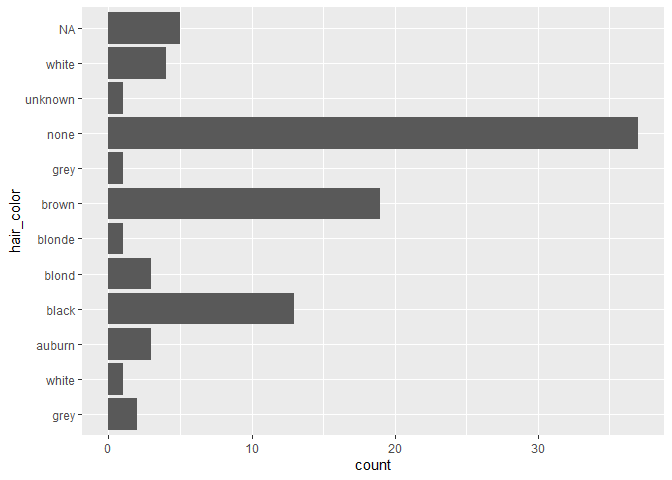 NA
white
unknown
none
grey
brown
blonde
blond
black
auburn
white
grey
hair_color
0 10 20 30
count